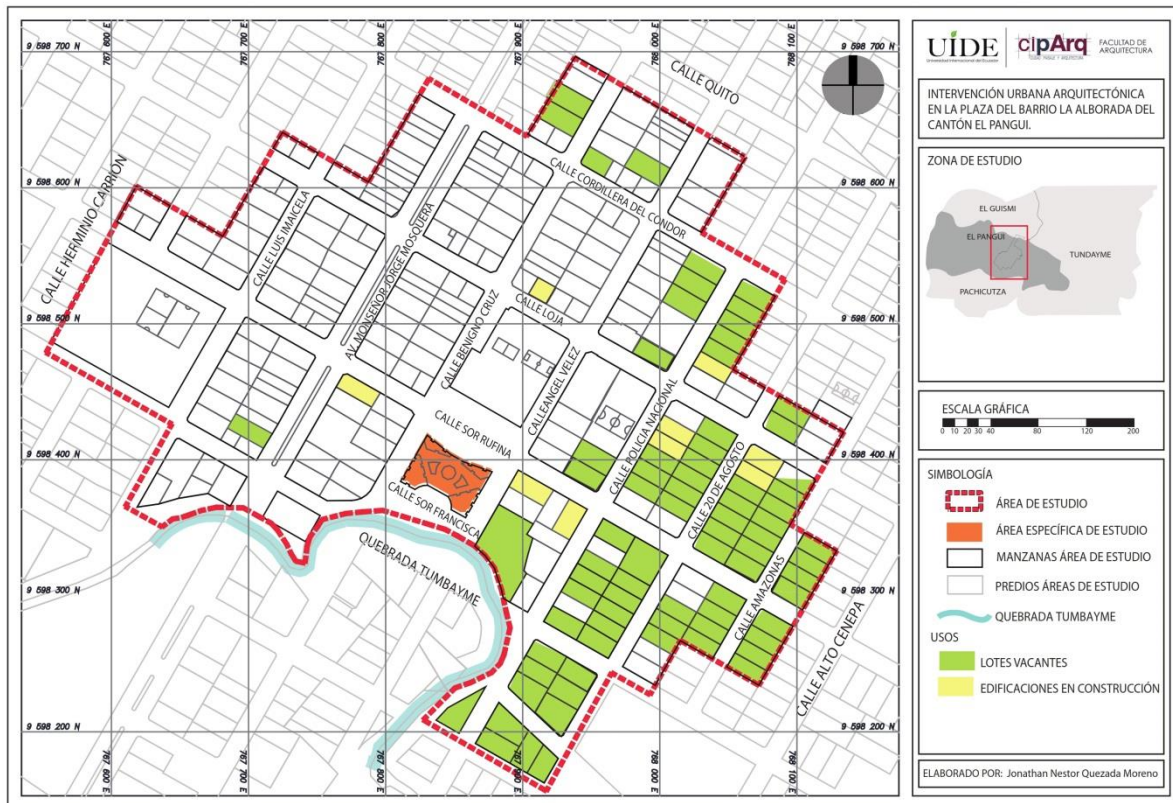 767 600 E
767 700 E
767 800 E
767 900 E
768 000 E
768 100 E
9 598 700 N
9 598 700 N
CALLE QUITO
CALLE CORDILLERA DEL CONDOR
9 598 600 N
9 598 600 N
CALLE HERMINIO CARRIÓN
CALLE LUIS IMAICELA
AV. MONSEÑOR JORGE MOSQUERA
CALLE BENIGNO CRUZ
CALLE LOJA
9 598 500 N
9 598 500 N
CALLEANGEL VELEZ
CALLE POLICIA NACIONAL
CALLE SOR RUFINA
CALLE 20 DE AGOSTO
9 598 400 N
9 598 400 N
CALLE SOR FRANCISCA
QUEBRADA TUMBAYME
CALLE AMAZONAS
9 598 300 N
9 598 300 N
CALLE ALTO CENEPA
9 598 200 N
9 598 200 N
767 600 E
767 700 E
767 800 E
767 900 E
768 000 E
768 100 E
UIDE
Universidad Internacional del Ecuador
cipArq
FACULTAD DE
ARQUITECTURA
INTERVENCIÓN URBANA ARQUITECTÓNICA
EN LA PLAZA DEL BARRIO LA ALBORADA DEL
CANTÓN EL PANGUI.
ZONA DE ESTUDIO
EL GUISMI
EL PANGUI
TUNDAYME
PACHICUTZA
ESCALA GRÁFICA
0 10 20 30 40 80 120 200
SIMBOLOGÍA
ÁREA DE ESTUDIO
ÁREA ESPECÍFICA DE ESTUDIO
MANZANAS ÁREA DE ESTUDIO
PREDIOS ÁREAS DE ESTUDIO
QUEBRADA TUMBAYME
USOS
LOTES VACANTES
EDIFICACIONES EN CONSTRUCCIÓN
ELABORADO POR: Jonathan Nestor Quezada Moreno